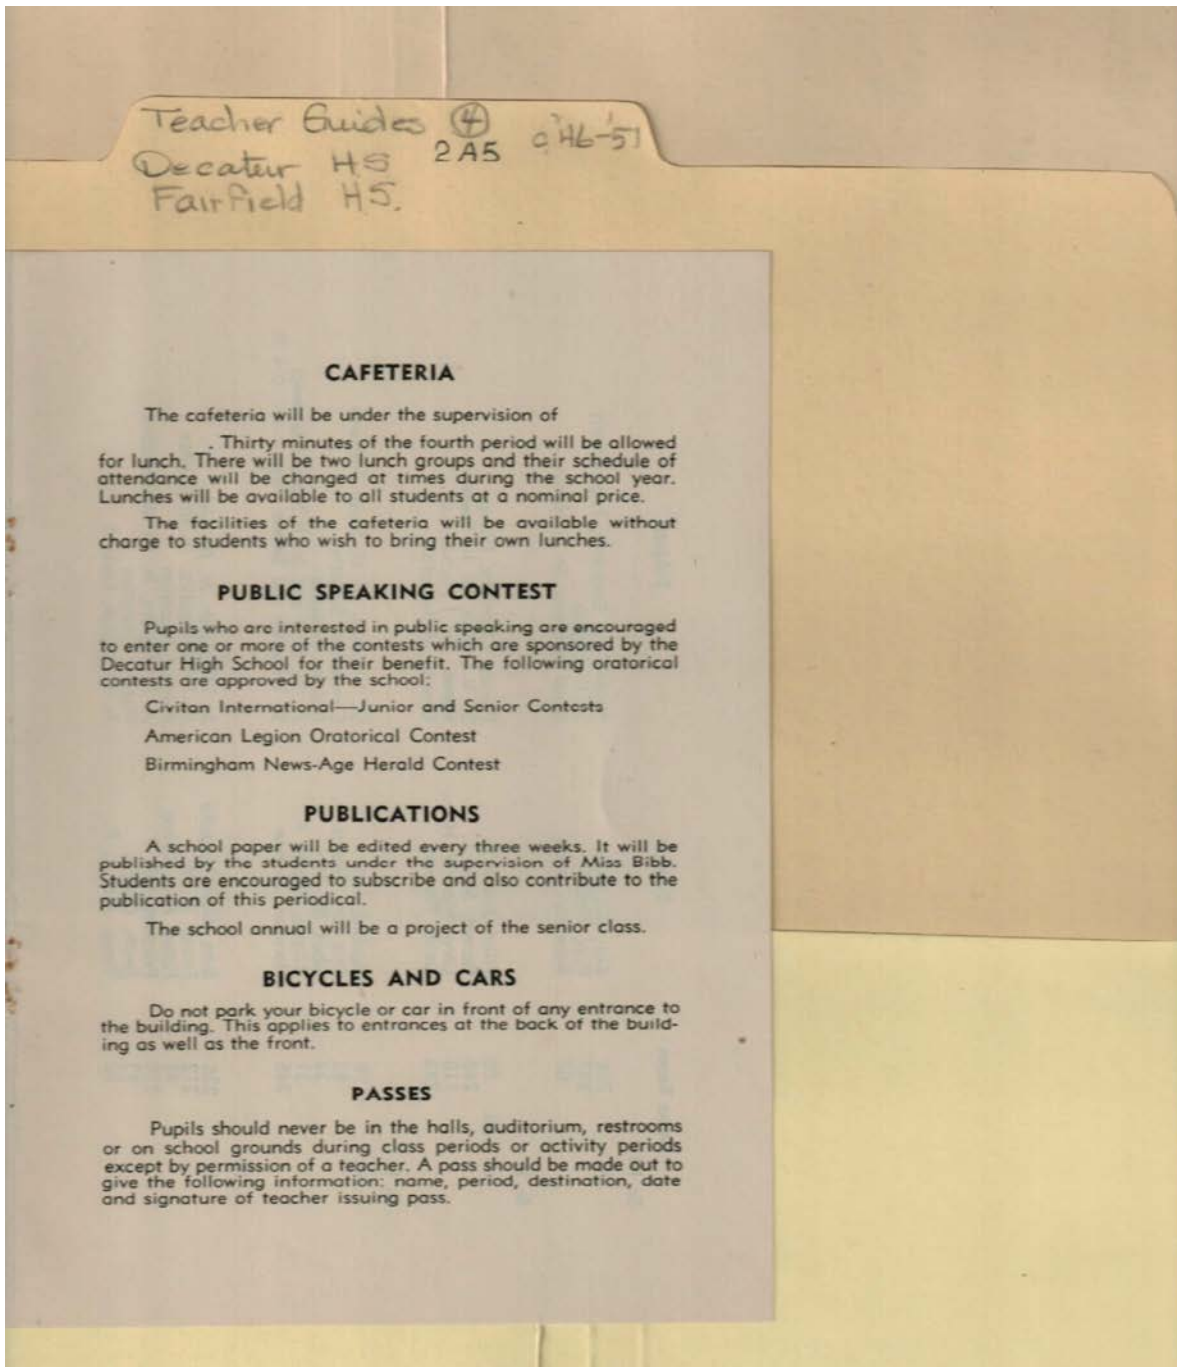 Teacher Guides 4 c'46-'51
2A5
Decatur HS
Fairfield HS.
CAFETERIA
The cafeteria will be under the supervision of
. Thirty minutes of the fourth period will be allowed
for lunch. There will be two lunch groups and their schedule of
attendance will be changed at times during the school year.
Lunches will be available to all students at a nominal price.
The facilities of the cafeteria will be available without
charge to students who wish to bring their own lunches.
PUBLIC SPEAKING CONTEST
Pupils who are interested in public speaking are encouraged
to enter one or more of the contests which are sponsored by the
Decatur High School for their benefit. The following oratorical
contests are approved by the school:
Civitan International—Junior and Senior Contests
American Legion Oratorical Contest
Birmingham News-Age Herald Contest
PUBLICATIONS
A school paper will be edited every three weeks. It will be
published by the students under the supervision of Miss Bibb.
Students are encouraged to subscribe and also contribute to the
publication of this periodical.
The school annual will be a project of the senior class.
BICYCLES AND CARS
Do not park your bicycle or car in front of any entrance to
the building. This applies to entrances at the back of the build-
ing as well as the front.
PASSES
Pupils should never be in the halls, auditorium, restrooms
or on school grounds during class periods or activity periods
except by permission of a teacher. A pass should be made out to
give the following information: name, period, destination, date
and signature of teacher issuing pass.